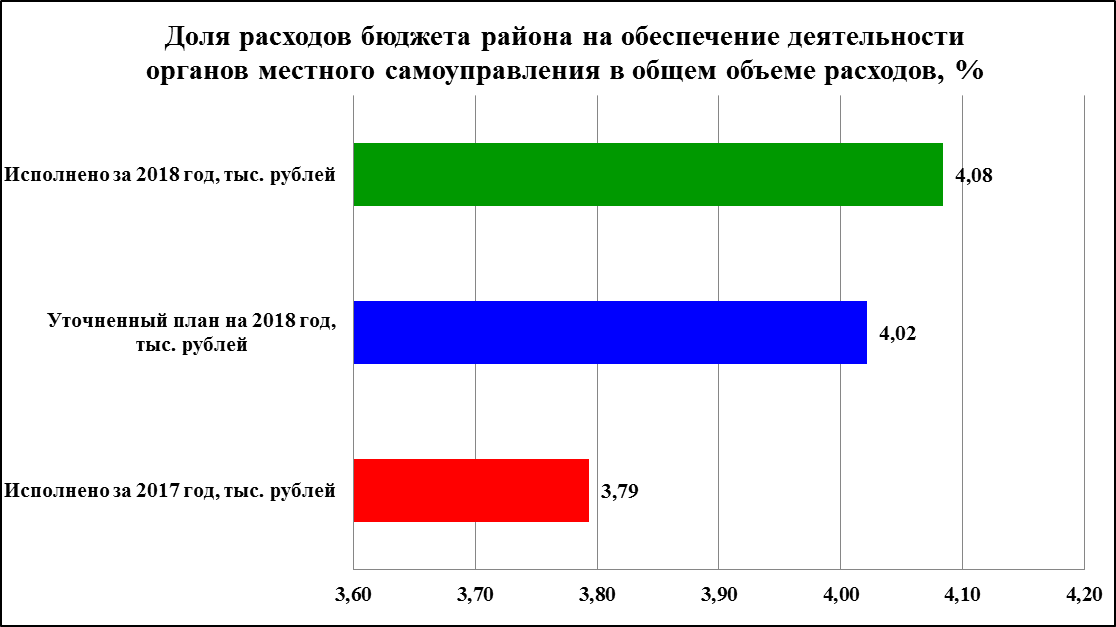 Доля расходов бюджета района на обеспечение деятельности
органов местного самоуправления в общем объеме расходов, %
Исполнено за 2018 год, тыс. рублей
4,08
Уточненный план на 2018 год,
тыс. рублей
4,02
Исполнено за 2017 год, тыс. рублей
3,79
3,60 3,70 3,80 3,90 4,00 4,10 4,20